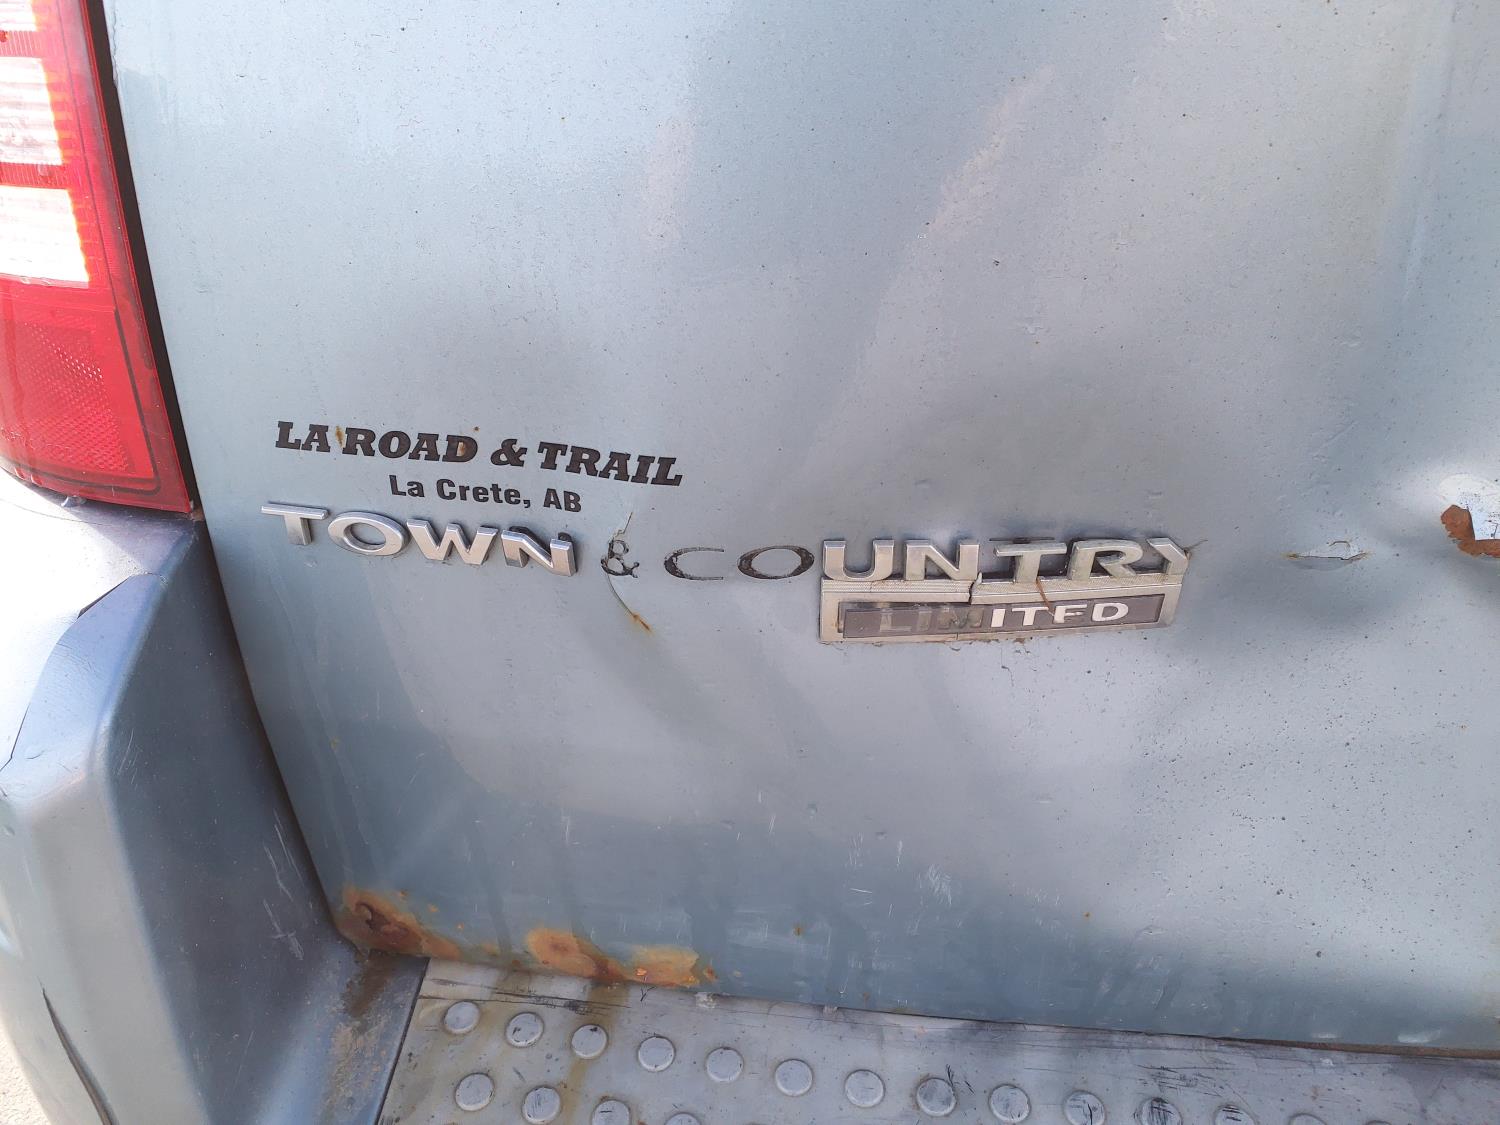 LA ROAD & TRAIL
La Crete, AB
TOWN & COUNTRY
LIMITED